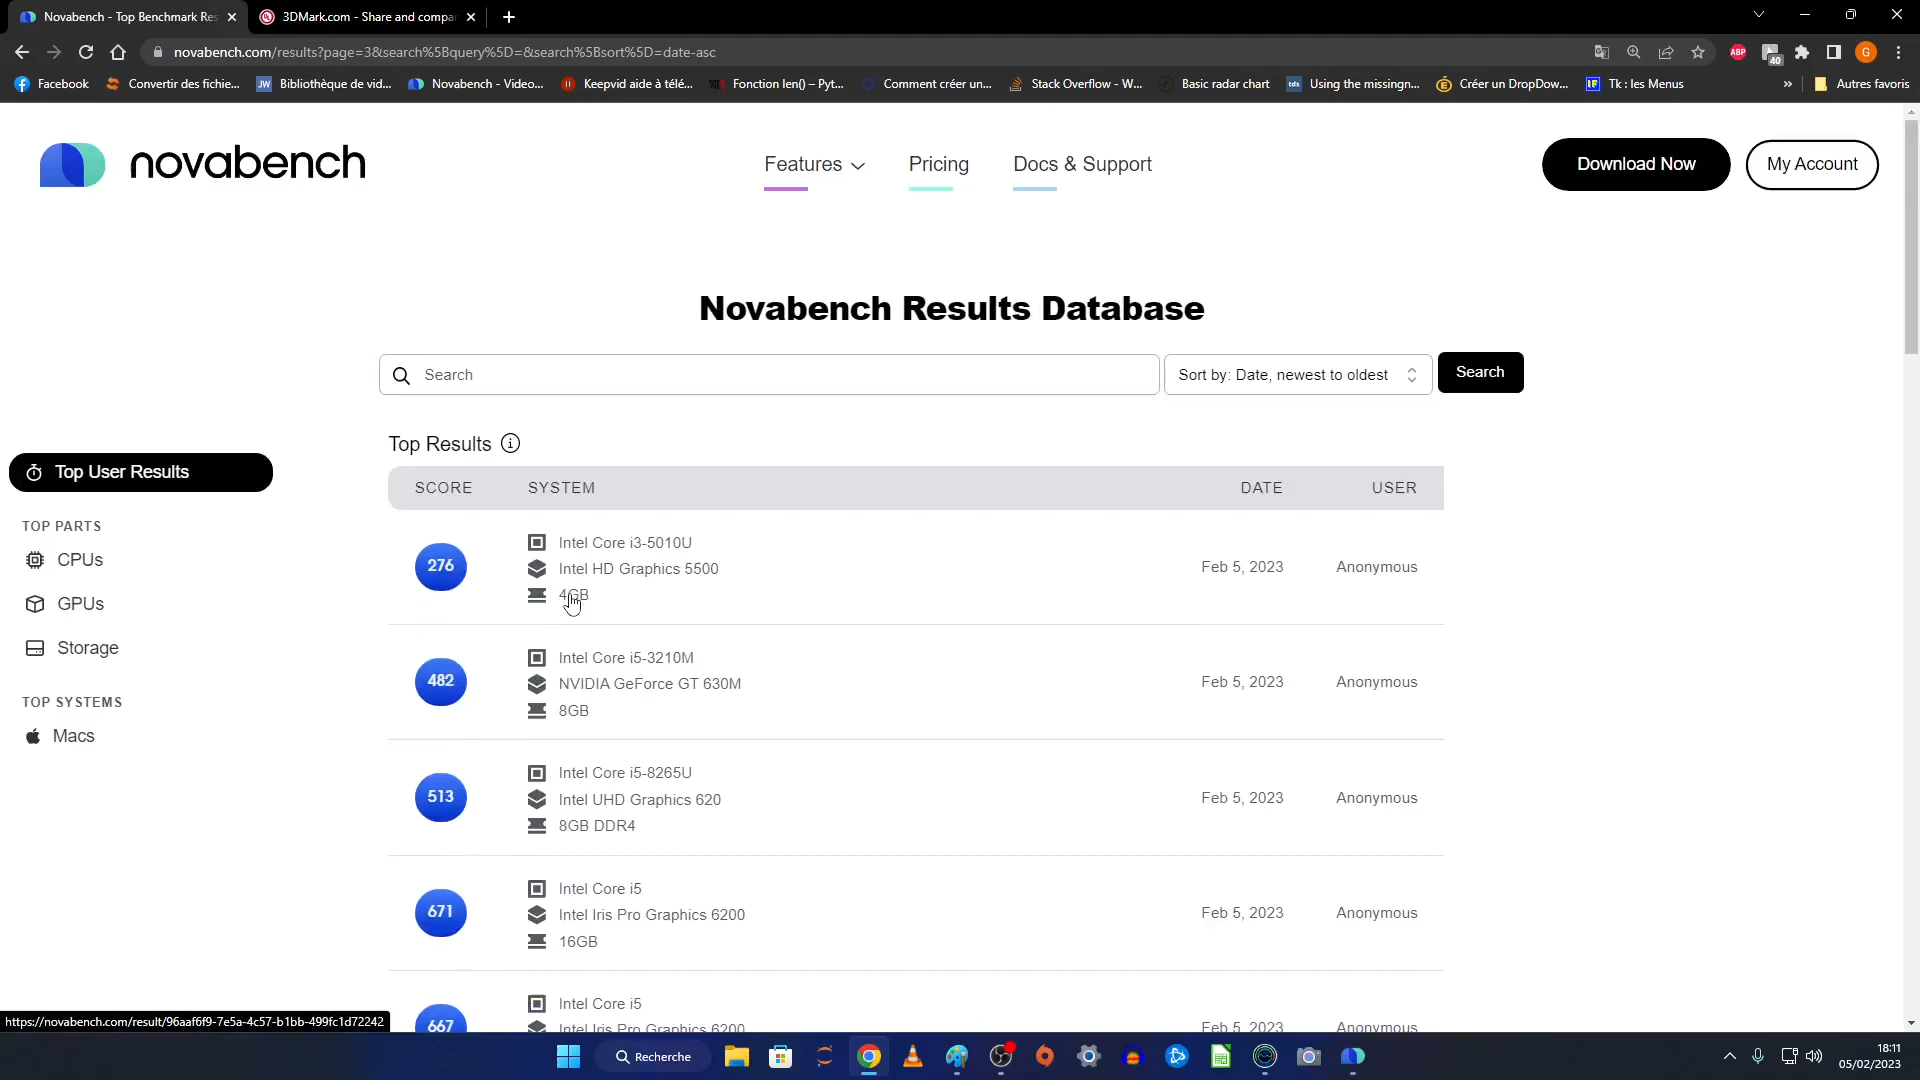 Novabench - Top Benchmark Res
3DMark.com - Share and compar
novabench.com/results?page=3&search%5Bquery%5D=&search%5Bsort%5D=date-asc
ABP
40
G
Facebook
Convertir des fichie...
JW
Bibliothèque de vid...
Novabench - Video...
Keepvid aide à télé...
Fonction len() – Pyt...
Comment créer un...
Stack Overflow - W...
Basic radar chart
tds
Using the missingn...
Créer un DropDow...
Tk : les Menus
»
Autres favoris
novabench
Features
Pricing
Docs & Support
Download Now
My Account
Novabench Results Database
Search
Sort by: Date, newest to oldest
Search
Top Results
Top User Results
TOP PARTS
CPUs
GPUs
Storage
TOP SYSTEMS
Macs
SCORE SYSTEM DATE USER
276
Intel Core i3-5010U
Intel HD Graphics 5500
4GB
Feb 5, 2023
Anonymous
482
Intel Core i5-3210M
NVIDIA GeForce GT 630M
8GB
Feb 5, 2023
Anonymous
513
Intel Core i5-8265U
Intel UHD Graphics 620
8GB DDR4
Feb 5, 2023
Anonymous
671
Intel Core i5
Intel Iris Pro Graphics 6200
16GB
Feb 5, 2023
Anonymous
667
Intel Core i5
Intel Iris Pro Graphics 6200
Feb 5, 2023
Anonymous
https://novabench.com/result/96aaf6f9-7e5a-4c57-b1bb-499fc1d72242
Recherche
18:11
05/02/2023